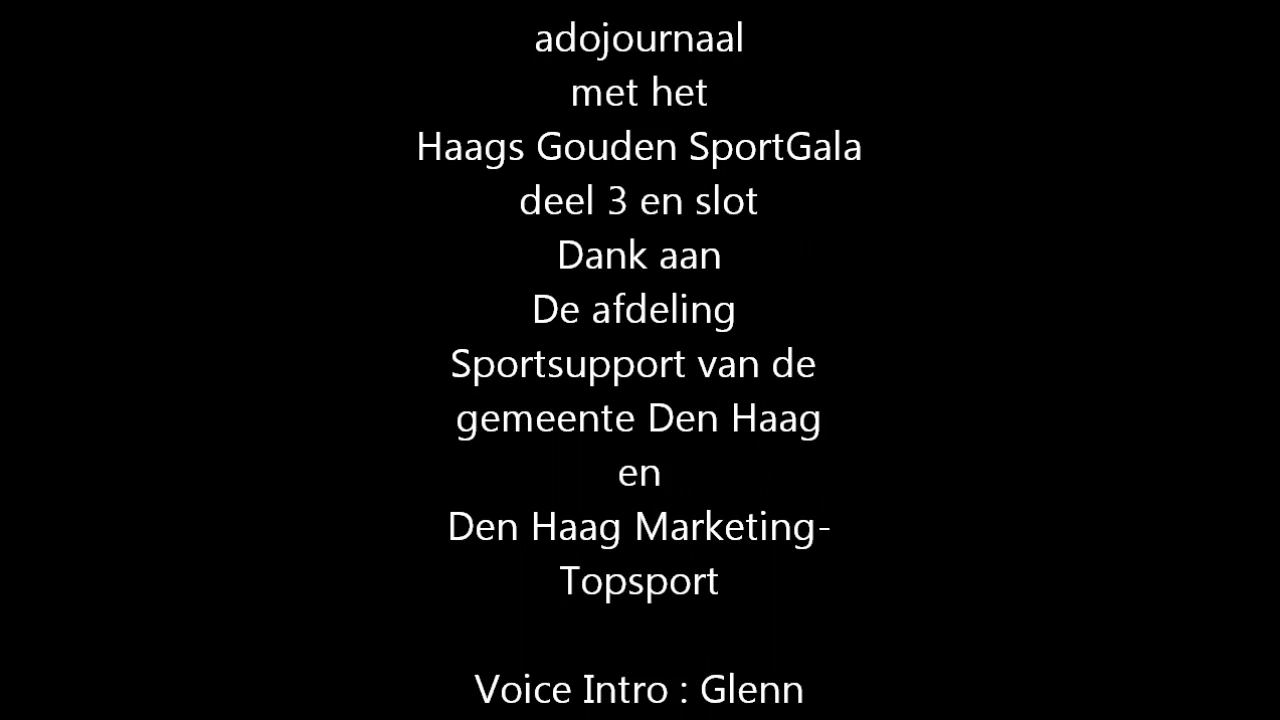 adojournaal
met het
Haags Gouden SportGala
deel 3 en slot
Dank aan
De afdeling
Sportsupport van de
gemeente Den Haag
en
Den Haag Marketing-
Topsport
Voice Intro : Glenn